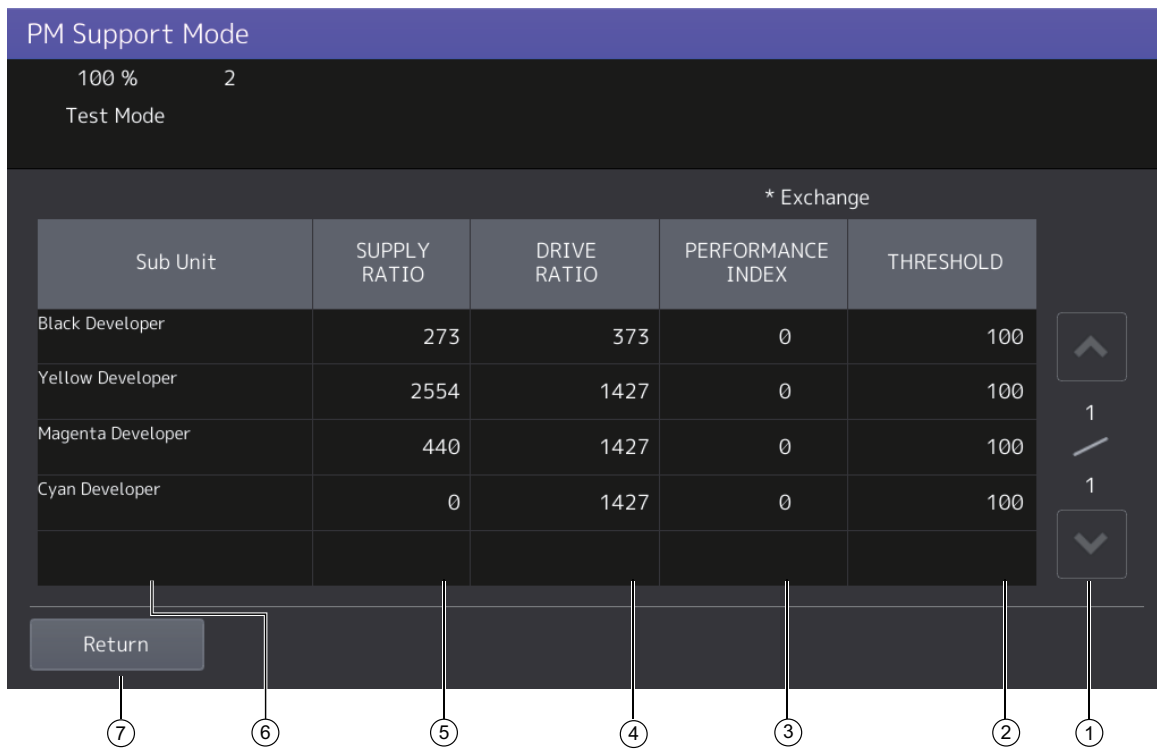 PM Support Mode
100 % 2
Test Mode
* Exchange
Sub Unit SUPPLY RATIO DRIVE RATIO PERFORMANCE INDEX THRESHOLD
Black Developer 273 373 0 100
Yellow Developer 2554 1427 0 100
Magenta Developer 440 1427 0 100
Cyan Developer 0 1427 0 100
1
1
Return
7 6 5 4 3 2 1